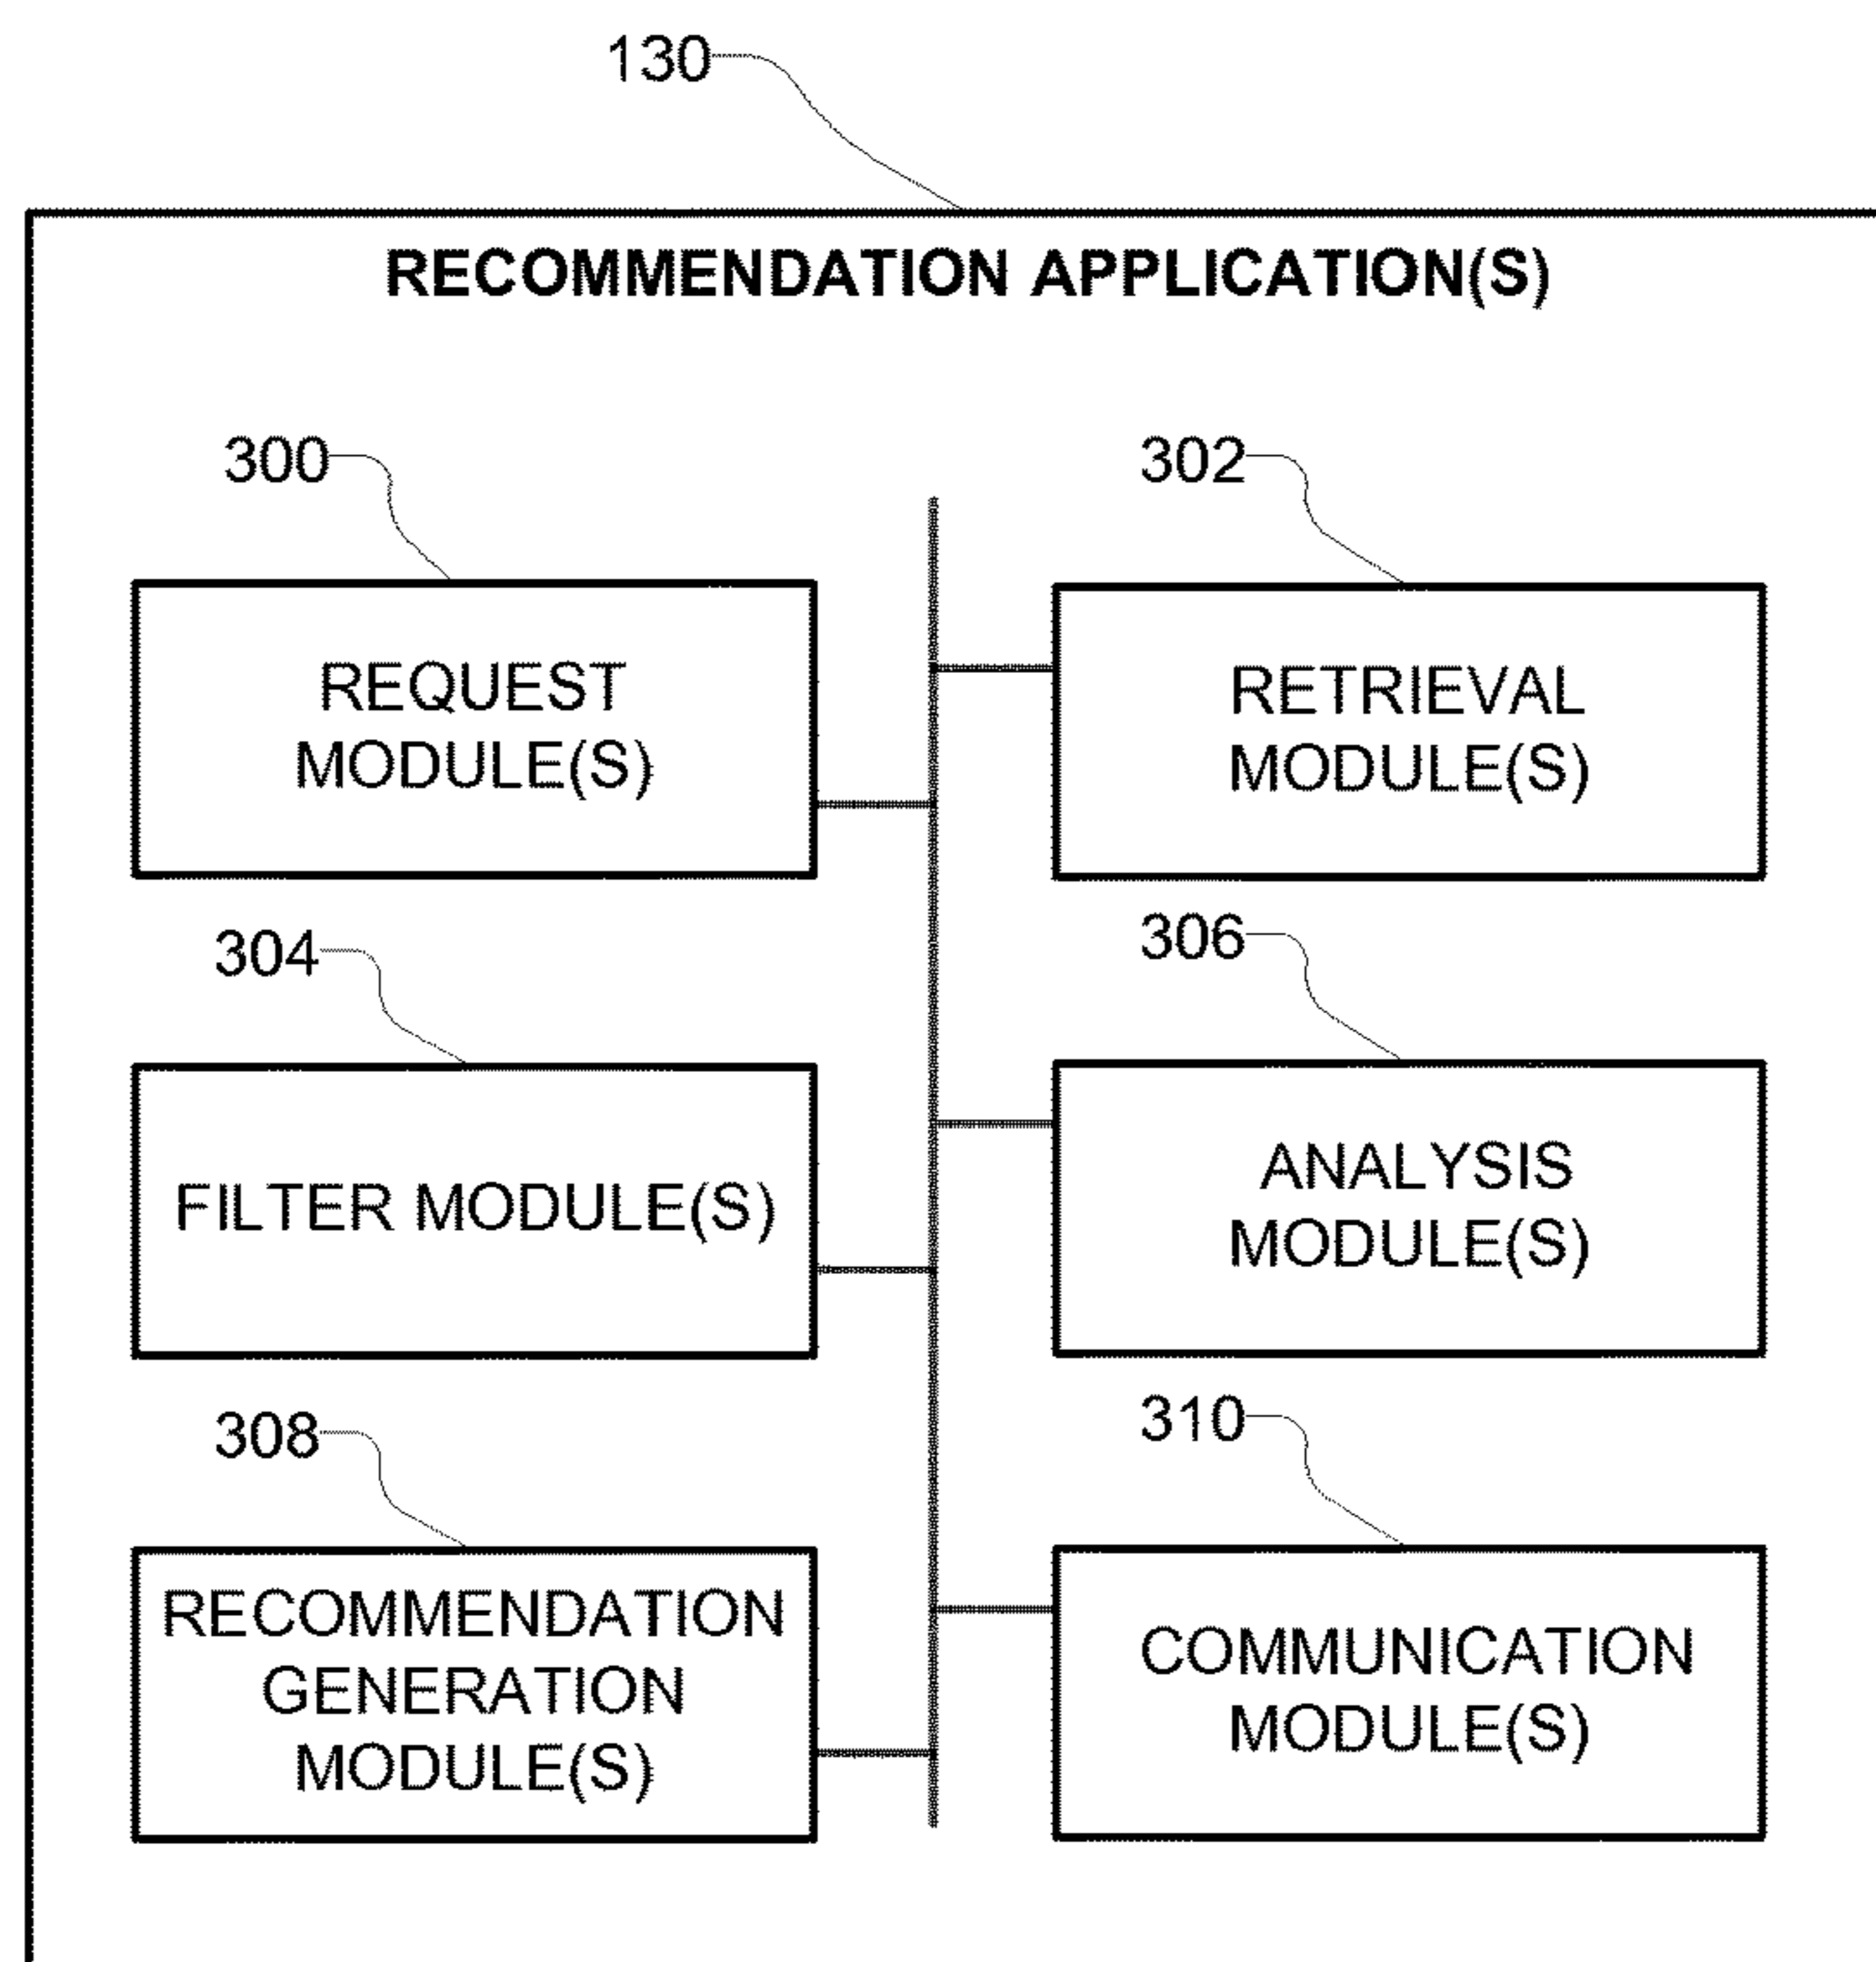 130
RECOMMENDATION APPLICATION(S)
300
302
REQUEST
MODULE(S)
RETRIEVAL
MODULE(S)
304
306
FILTER MODULE(S)
ANALYSIS
MODULE(S)
308
310
RECOMMENDATION
GENERATION
MODULE(S)
COMMUNICATION
MODULE(S)